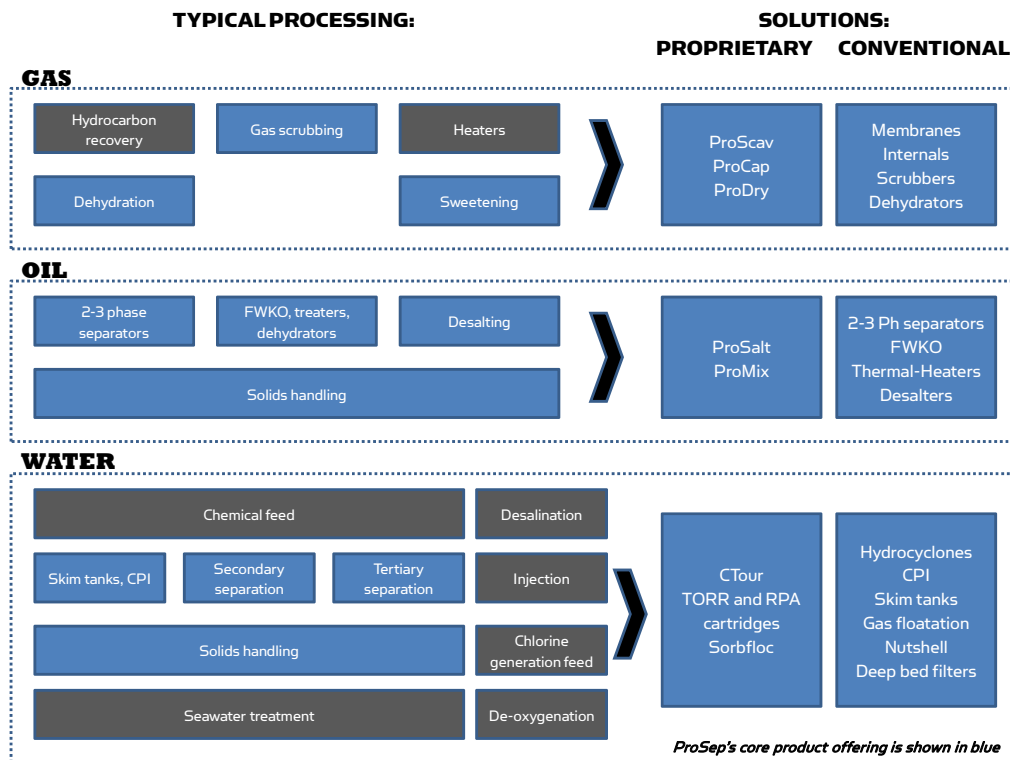 TYPICAL PROCESSING:
SOLUTIONS:
PROPRIETARY
CONVENTIONAL
GAS
Hydrocarbon
recovery
Gas scrubbing
Heaters
Dehydration
Sweetening
ProScav
ProCap
ProDry
Membranes
Internals
Scrubbers
Dehydrators
OIL
2-3 phase
separators
FWKO, treaters,
dehydrators
Desalting
Solids handling
ProSalt
ProMix
2-3 Ph separators
FWKO
Thermal-Heaters
Desalters
WATER
Chemical feed
Desalination
Skim tanks, CPI
Secondary
separation
Tertiary
separation
Injection
Solids handling
Chlorine
generation feed
Seawater treatment
De-oxygenation
CTour
TORR and RPA
cartridges
Sorbfloc
Hydrocyclones
CPI
Skim tanks
Gas floatation
Nutshell
Deep bed filters
ProSep's core product offering is shown in blue